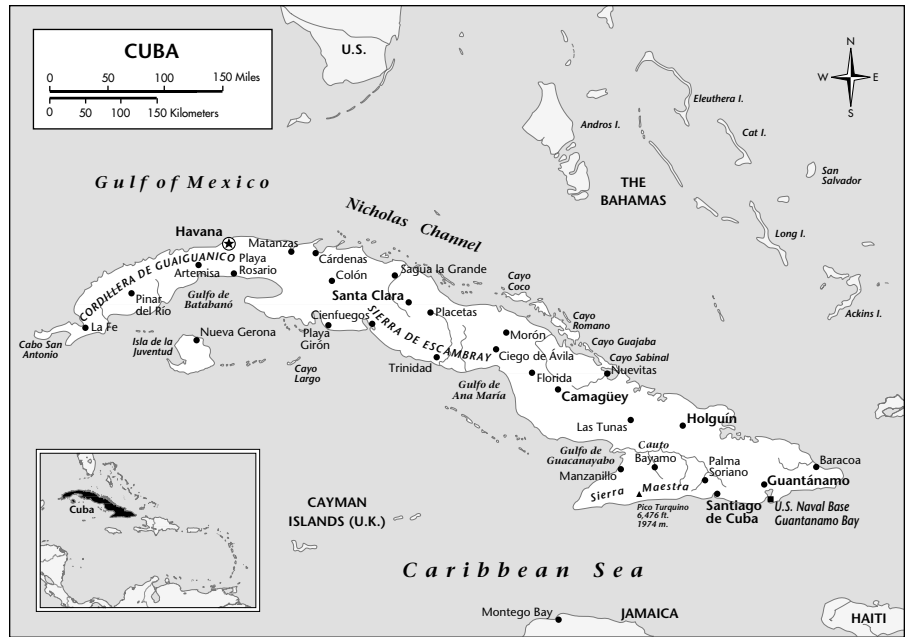 CUBA
0 50 100 150 Miles
0 50 100 150 Kilometers
U.S.
N
W E
S
Eleuthera I.
Andros I.
Cat I.
San
Salvador
THE
BAHAMAS
Long I.
Ackins I.
Gulf of Mexico
Nicholas Channel
Havana
Matanzas
Cárdenas
CORDILLERA DE GUAIGUANICO
Artemisa
Playa
Rosario
Colón
Sagua la Grande
Pinar
del Río
Gulfo de
Batabanó
Santa Clara
Cayo
Coco
La Fe
Cabo San
Antonio
Isla de la
Juventud
Nueva Gerona
Cienfuegos
Playa
Girón
Placetas
SIERRA DE ESCAMBRAY
Cayo
Romano
Cayo Guajaba
Morón
Ciego de Ávila
Cayo Sabinal
Nuevitas
Cayo
Largo
Trinidad
Gulfo de
Ana María
Florida
Camagüey
Las Tunas
Holguín
Gulfo de
Guacanayabo
Cauto
Bayamo
Manzanillo
Palma
Soriano
Baracoa
Sierra Maestra
Guantánamo
Pico Turquino
6,476 ft.
1974 m.
Santiago
de Cuba
U.S. Naval Base
Guantanamo Bay
Cuba
CAYMAN
ISLANDS (U.K.)
Caribbean Sea
Montego Bay
JAMAICA
HAITI